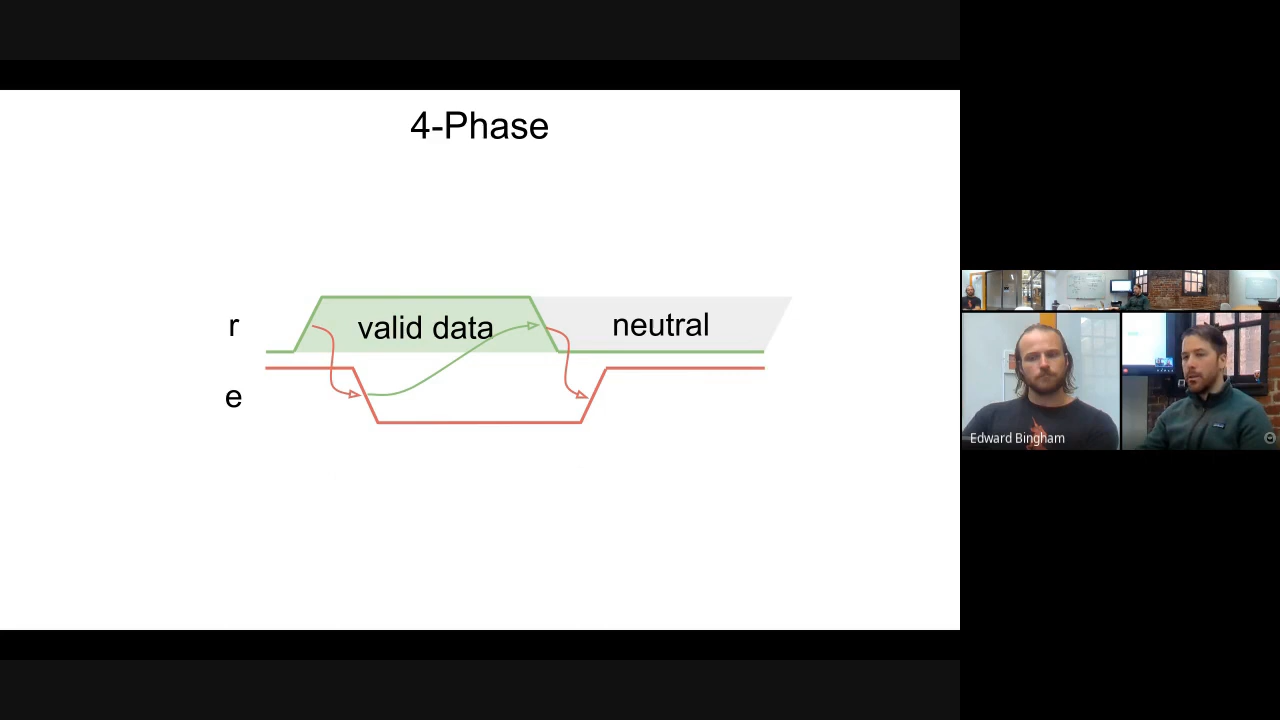 4-Phase
r
valid data
neutral
e
Edward Bingham